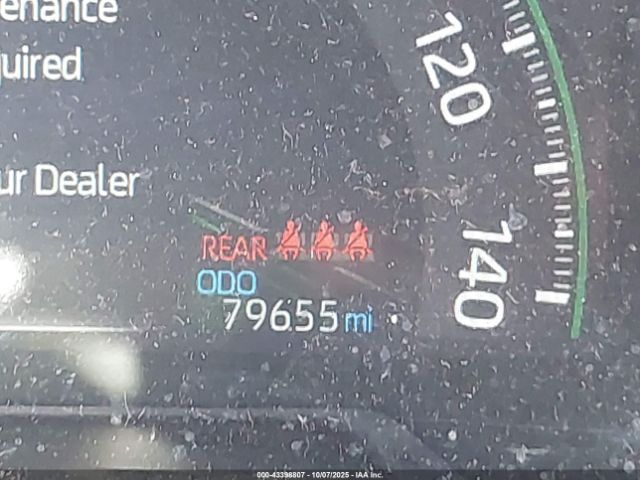 enance
uired
ur Dealer
120
140
REAR
ODO
79655 mi
000-43398807 - 10/07/2025 - IAA Inc.